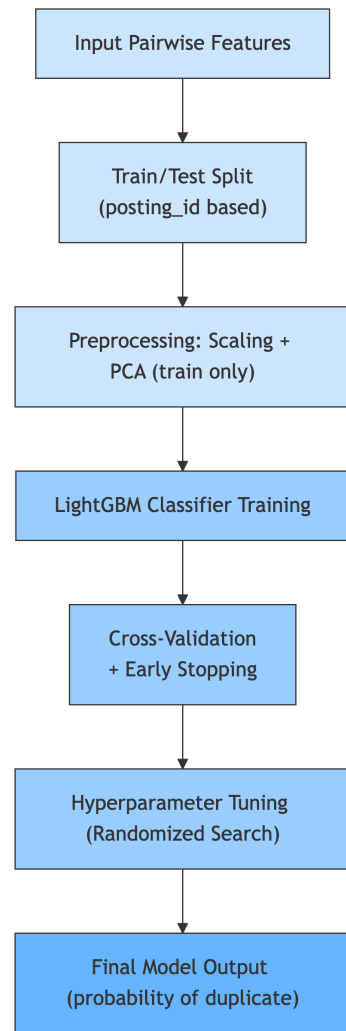 Input Pairwise Features
Train/Test Split
(posting_id based)
Preprocessing: Scaling +
PCA (train only)
LightGBM Classifier Training
Cross-Validation
+ Early Stopping
Hyperparameter Tuning
(Randomized Search)
Final Model Output
(probability of duplicate)